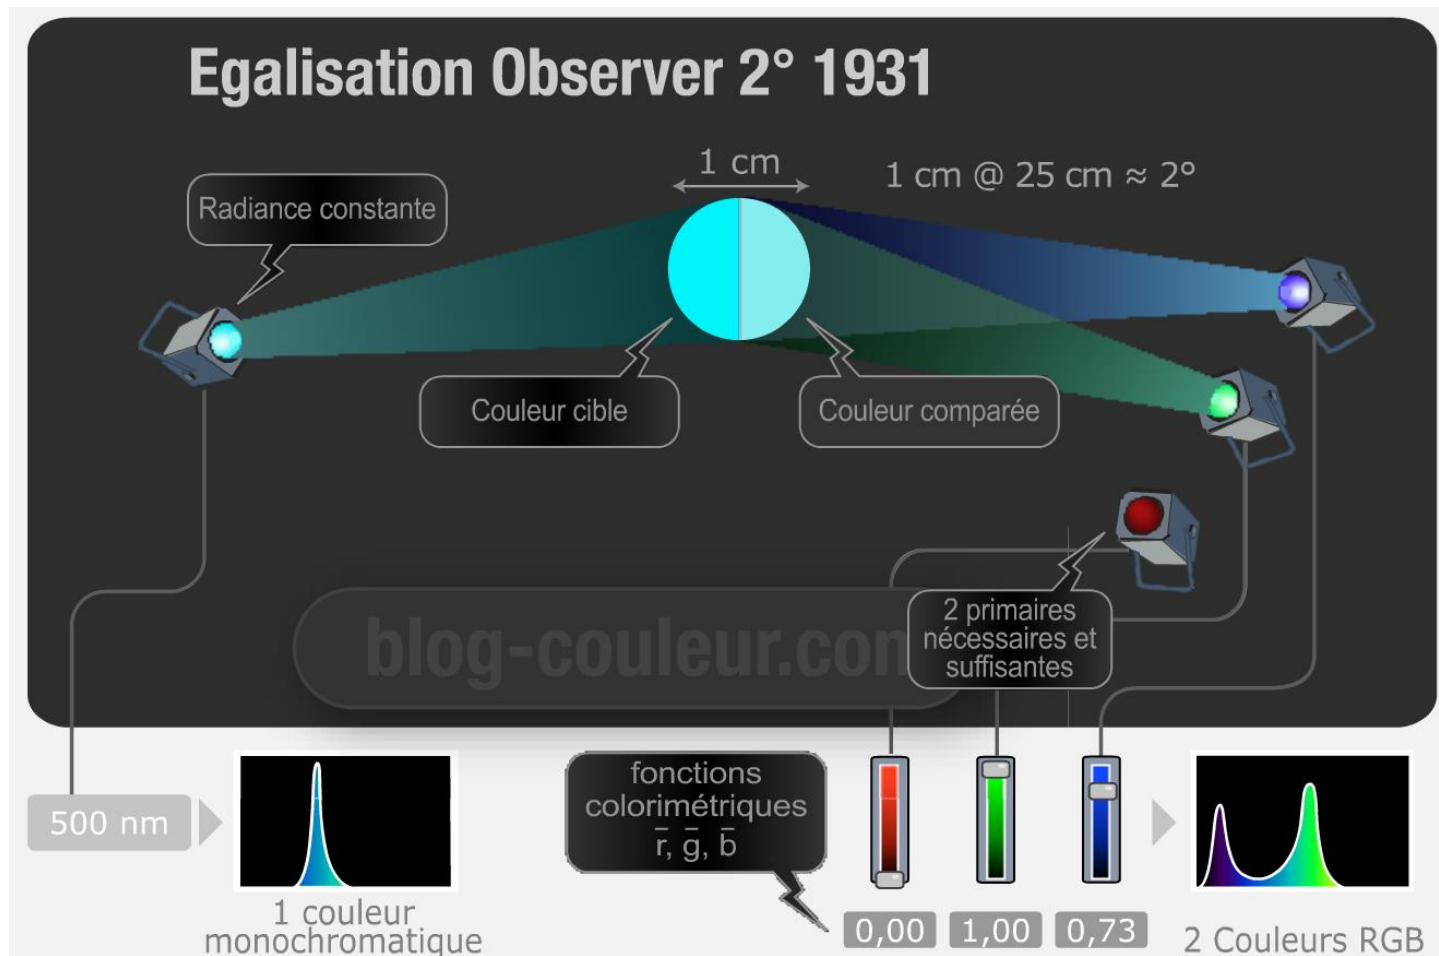 Egalisation Observer 2° 1931
1 cm
1 cm @ 25 cm ≈ 2°
Radiance constante
Couleur cible
Couleur comparée
2 primaires
nécessaires et
suffisantes
blog-couleur.com
500 nm
1 couleur
monochromatique
fonctions
colorimétriques
r̄, ḡ, b̄
0,00
1,00
0,73
2 Couleurs RGB